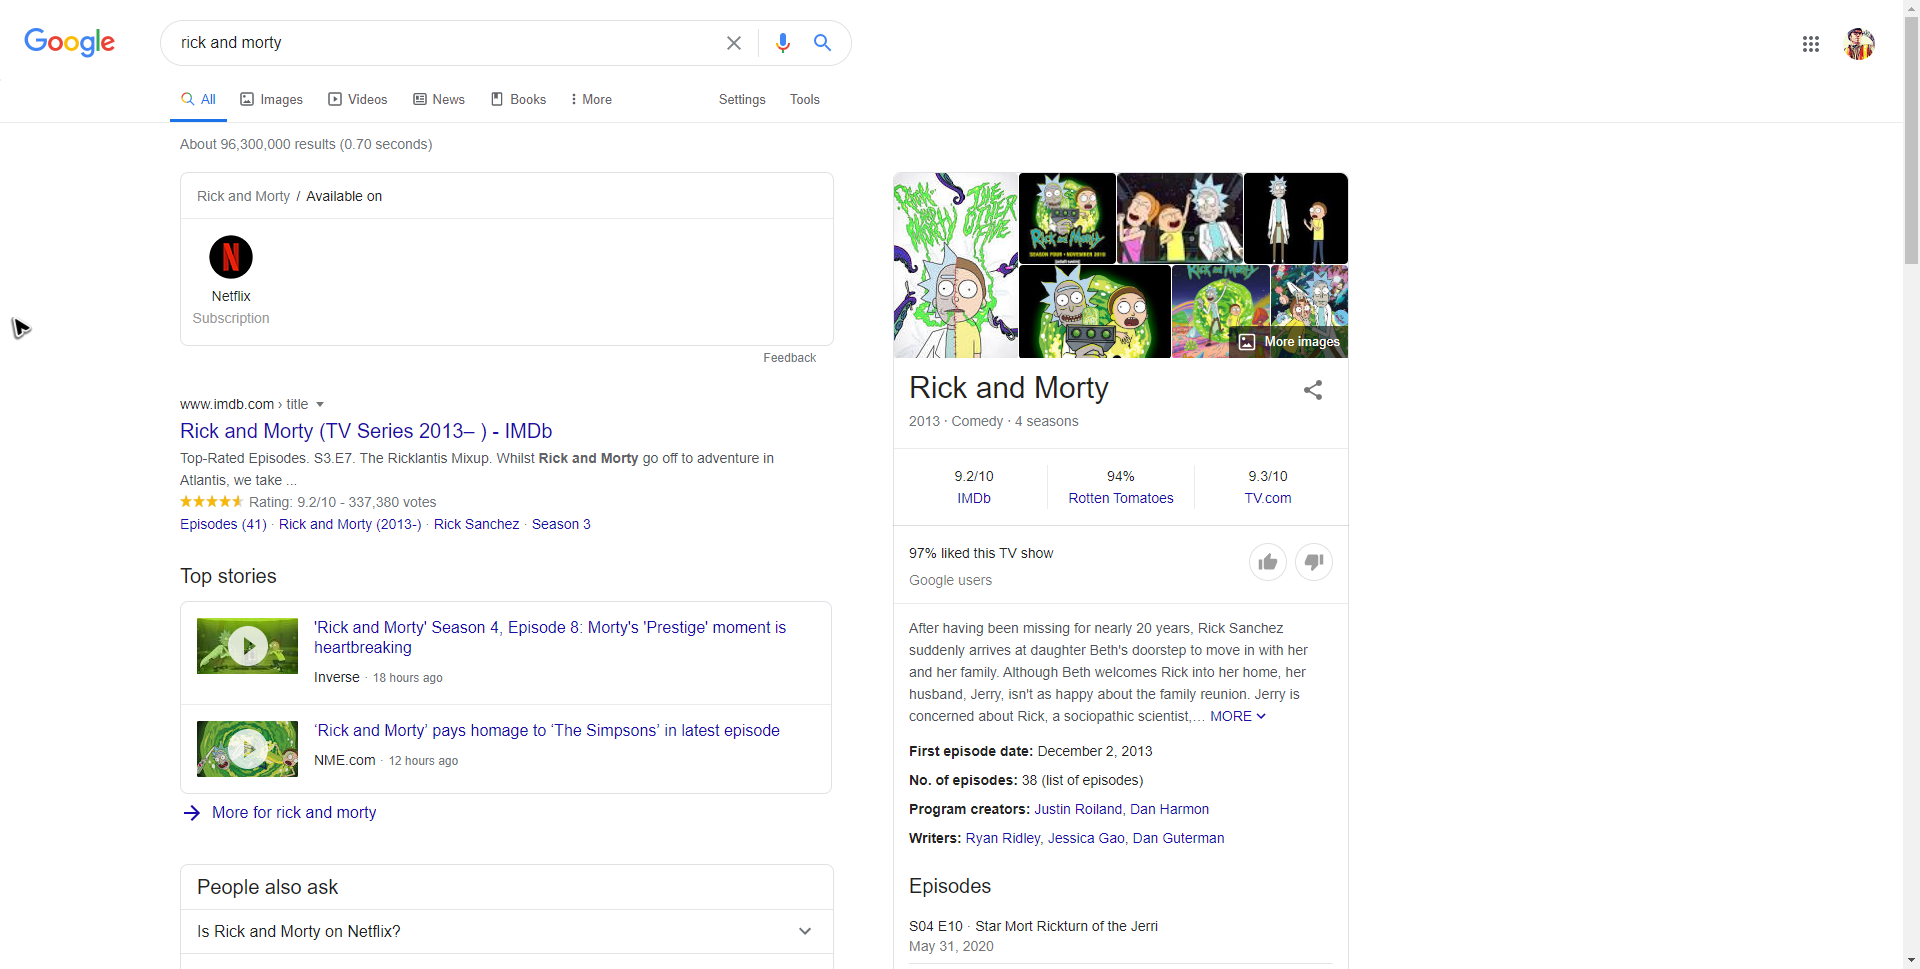 Google
rick and morty
All
Images
Videos
News
Books
More
Settings
Tools
About 96,300,000 results (0.70 seconds)
Rick and Morty / Available on
N
Netflix
Subscription
Feedback
www.imdb.com › title
Rick and Morty (TV Series 2013– ) - IMDb
Top-Rated Episodes. S3.E7. The Ricklantis Mixup. Whilst Rick and Morty go off to adventure in
Atlantis, we take ...
Rating: 9.2/10 - 337,380 votes
Episodes (41) · Rick and Morty (2013-) · Rick Sanchez · Season 3
Top stories
'Rick and Morty' Season 4, Episode 8: Morty's 'Prestige' moment is
heartbreaking
Inverse · 18 hours ago
‘Rick and Morty’ pays homage to ‘The Simpsons’ in latest episode
NME.com · 12 hours ago
More for rick and morty
People also ask
Is Rick and Morty on Netflix?
Rick and Morty
SEASON FOUR • NOVEMBER 2019
Rick and Morty
More images
Rick and Morty
2013 · Comedy · 4 seasons
9.2/10
IMDb
94%
Rotten Tomatoes
9.3/10
TV.com
97% liked this TV show
Google users
After having been missing for nearly 20 years, Rick Sanchez
suddenly arrives at daughter Beth's doorstep to move in with her
and her family. Although Beth welcomes Rick into her home, her
husband, Jerry, isn't as happy about the family reunion. Jerry is
concerned about Rick, a sociopathic scientist,… MORE
First episode date: December 2, 2013
No. of episodes: 38 (list of episodes)
Program creators: Justin Roiland, Dan Harmon
Writers: Ryan Ridley, Jessica Gao, Dan Guterman
Episodes
S04 E10 · Star Mort Rickturn of the Jerri
May 31, 2020